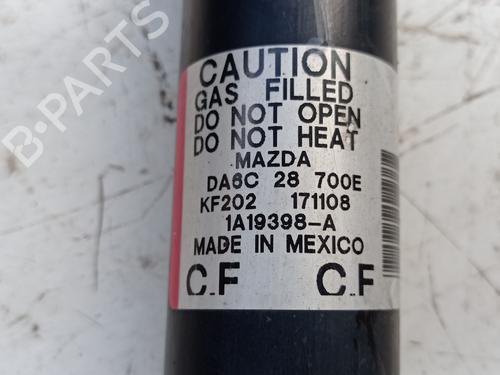 CAUTION
GAS FILLED
DO NOT OPEN
DO NOT HEAT
MAZDA
DA6C 28 700E
KF202 171108
1A19398-A
MADE IN MEXICO
C.F C.F
B-PARTS